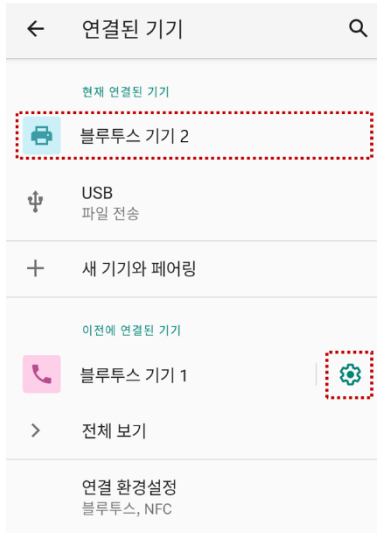 연결된 기기
현재 연결된 기기
블루투스 기기 2
USB
파일 전송
새 기기와 페어링
이전에 연결된 기기
블루투스 기기 1
전체 보기
연결 환경설정
블루투스, NFC